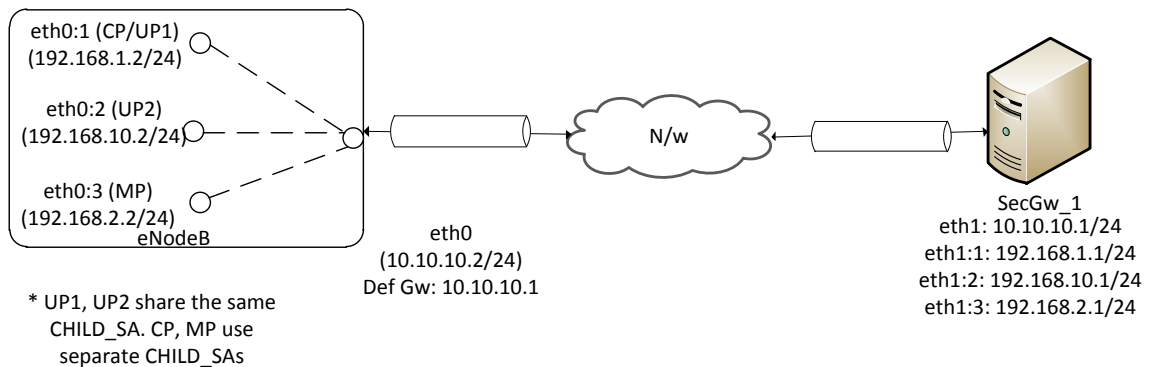 eth0:1 (CP/UP1)
(192.168.1.2/24)
eth0:2 (UP2)
(192.168.10.2/24)
eth0:3 (MP)
(192.168.2.2/24)
eNodeB
* UP1, UP2 share the same
CHILD_SA. CP, MP use
separate CHILD_SAs
eth0
(10.10.10.2/24)
Def Gw: 10.10.10.1
N/w
SecGw_1
eth1: 10.10.10.1/24
eth1:1: 192.168.1.1/24
eth1:2: 192.168.10.1/24
eth1:3: 192.168.2.1/24